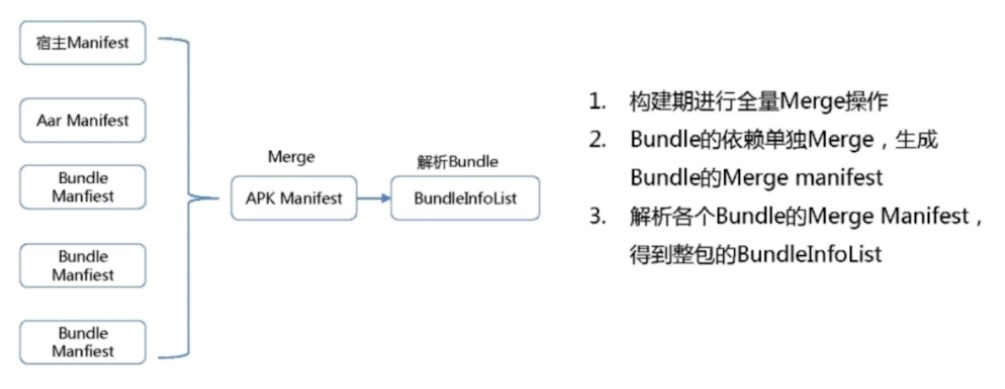 宿主Manifest
Aar Manifest
Bundle
Manfiest
Bundle
Manfiest
Bundle
Manfiest
Merge
APK Manifest
解析Bundle
BundleInfoList
1. 构建期进行全量Merge操作
2. Bundle的依赖单独Merge，生成
Bundle的Merge manifest
3. 解析各个Bundle的Merge Manifest，
得到整包的BundleInfoList